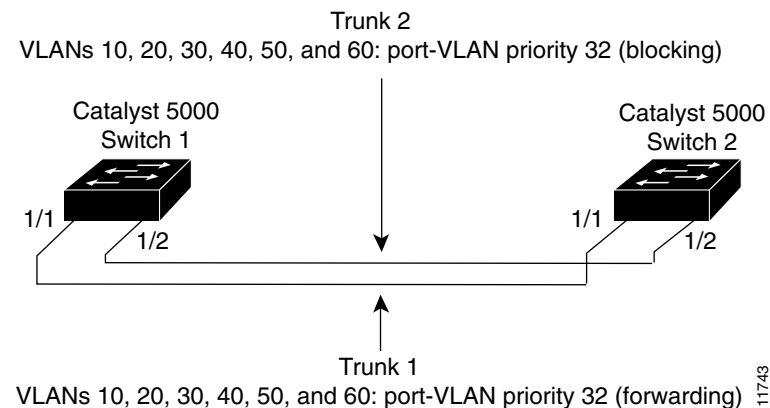 Trunk 2
VLANs 10, 20, 30, 40, 50, and 60: port-VLAN priority 32 (blocking)
Catalyst 5000
Switch 1
Catalyst 5000
Switch 2
1/1
1/2
1/1
1/2
Trunk 1
VLANs 10, 20, 30, 40, 50, and 60: port-VLAN priority 32 (forwarding)
11743